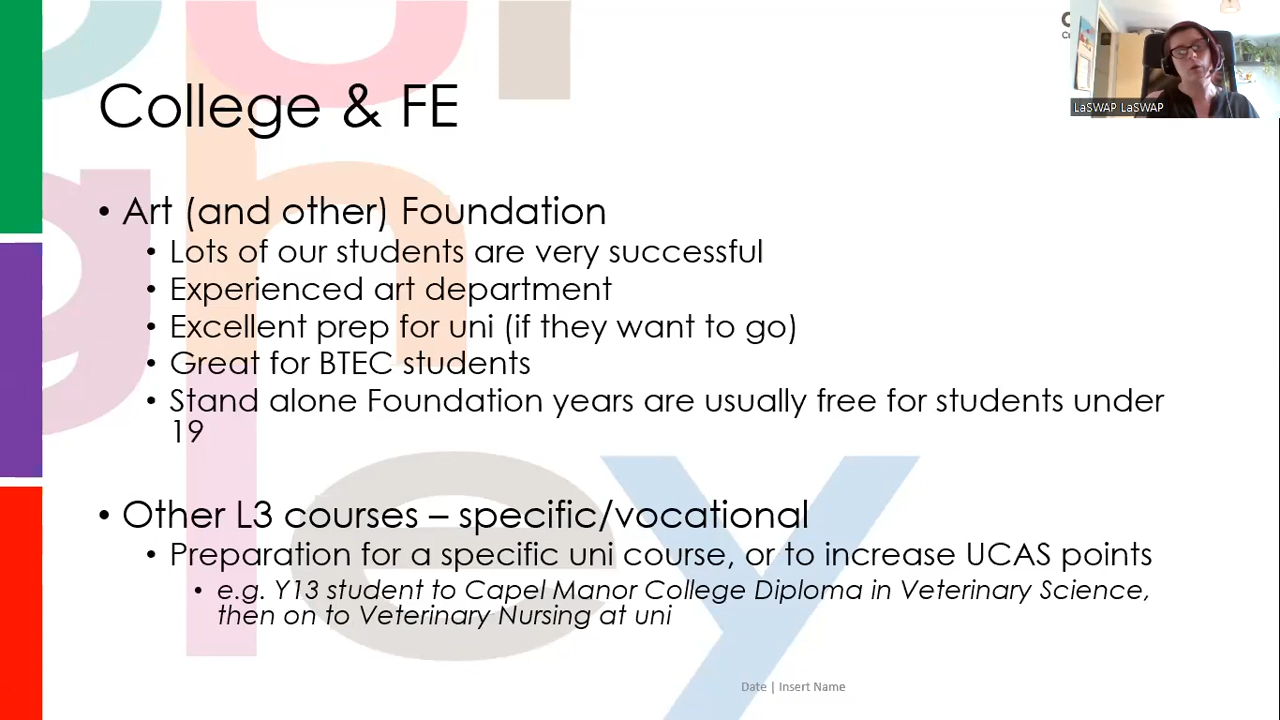 College & FE
LaSWAP LaSWAP
• Art (and other) Foundation
• Lots of our students are very successful
• Experienced art department
• Excellent prep for uni (if they want to go)
• Great for BTEC students
• Stand alone Foundation years are usually free for students under
19
• Other L3 courses – specific/vocational
• Preparation for a specific uni course, or to increase UCAS points
• e.g. Y13 student to Capel Manor College Diploma in Veterinary Science,
then on to Veterinary Nursing at uni
Date | Insert Name